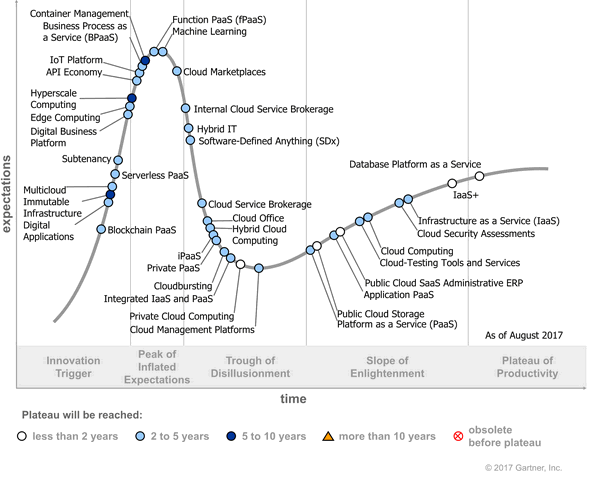 Container Management
Business Process as
a Service (BPaaS)
IoT Platform
API Economy
Hyperscale
Computing
Edge Computing
Digital Business
Platform
Subtenancy
Serverless PaaS
Multicloud
Immutable
Infrastructure
Digital
Applications
Blockchain PaaS
Function PaaS (fPaaS)
Machine Learning
Cloud Marketplaces
Internal Cloud Service Brokerage
Hybrid IT
Software-Defined Anything (SDx)
Cloud Service Brokerage
Cloud Office
Hybrid Cloud
Computing
iPaaS
Private PaaS
Cloudbursting
Integrated IaaS and PaaS
Private Cloud Computing
Cloud Management Platforms
Database Platform as a Service
IaaS+
Infrastructure as a Service (IaaS)
Cloud Security Assessments
Cloud Computing
Cloud-Testing Tools and Services
Public Cloud SaaS Administrative ERP
Application PaaS
Public Cloud Storage
Platform as a Service (PaaS)
As of August 2017
expectations
Innovation
Trigger
Peak of
Inflated
Expectations
Trough of
Disillusionment
Slope of
Enlightenment
Plateau of
Productivity
time
Plateau will be reached:
less than 2 years
2 to 5 years
5 to 10 years
more than 10 years
obsolete
before plateau
© 2017 Gartner, Inc.